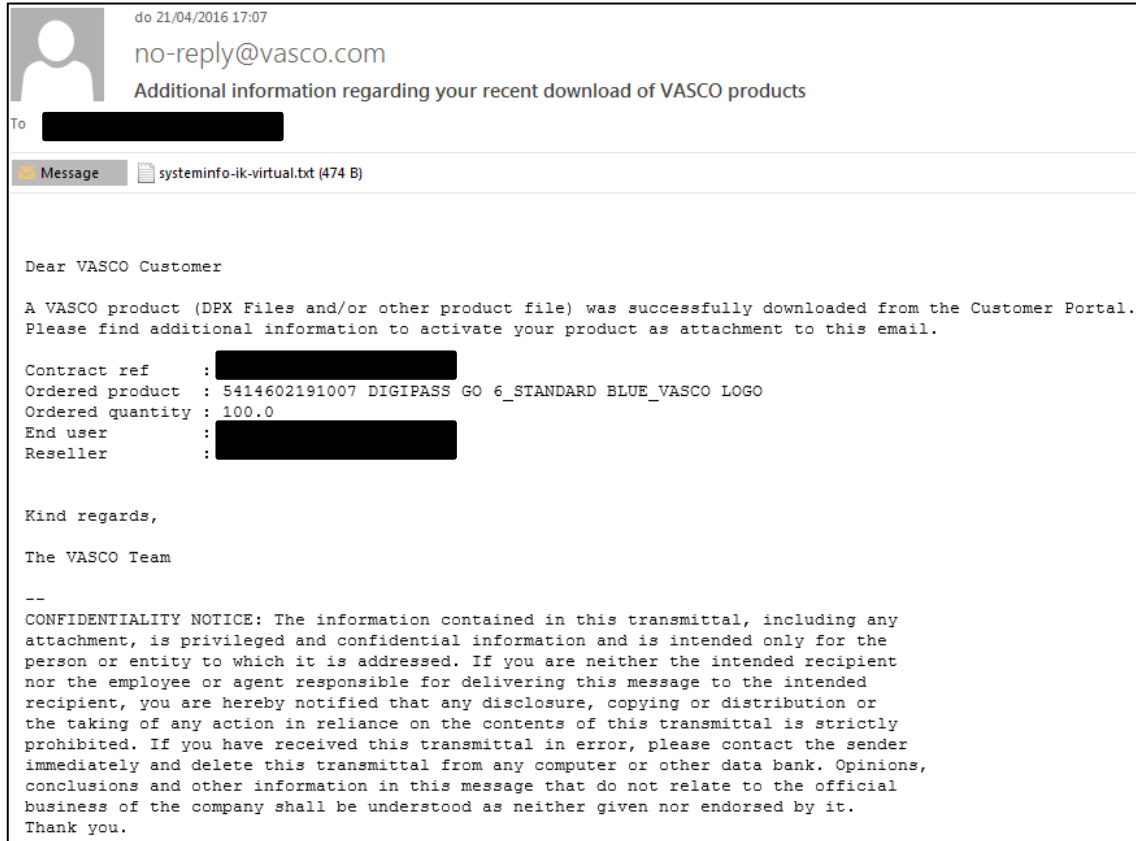 do 21/04/2016 17:07
no-reply@vasco.com
Additional information regarding your recent download of VASCO products
To
Message systeminfo-ik-virtual.txt (474 B)
Dear VASCO Customer
A VASCO product (DPX Files and/or other product file) was successfully downloaded from the Customer Portal.
Please find additional information to activate your product as attachment to this email.
Contract ref :
Ordered product : 5414602191007 DIGIPASS GO 6_STANDARD BLUE_VASCO LOGO
Ordered quantity : 100.0
End user :
Reseller :
Kind regards,
The VASCO Team
--
CONFIDENTIALITY NOTICE: The information contained in this transmittal, including any
attachment, is privileged and confidential information and is intended only for the
person or entity to which it is addressed. If you are neither the intended recipient
nor the employee or agent responsible for delivering this message to the intended
recipient, you are hereby notified that any disclosure, copying or distribution or
the taking of any action in reliance on the contents of this transmittal is strictly
prohibited. If you have received this transmittal in error, please contact the sender
immediately and delete this transmittal from any computer or other data bank. Opinions,
conclusions and other information in this message that do not relate to the official
business of the company shall be understood as neither given nor endorsed by it.
Thank you.